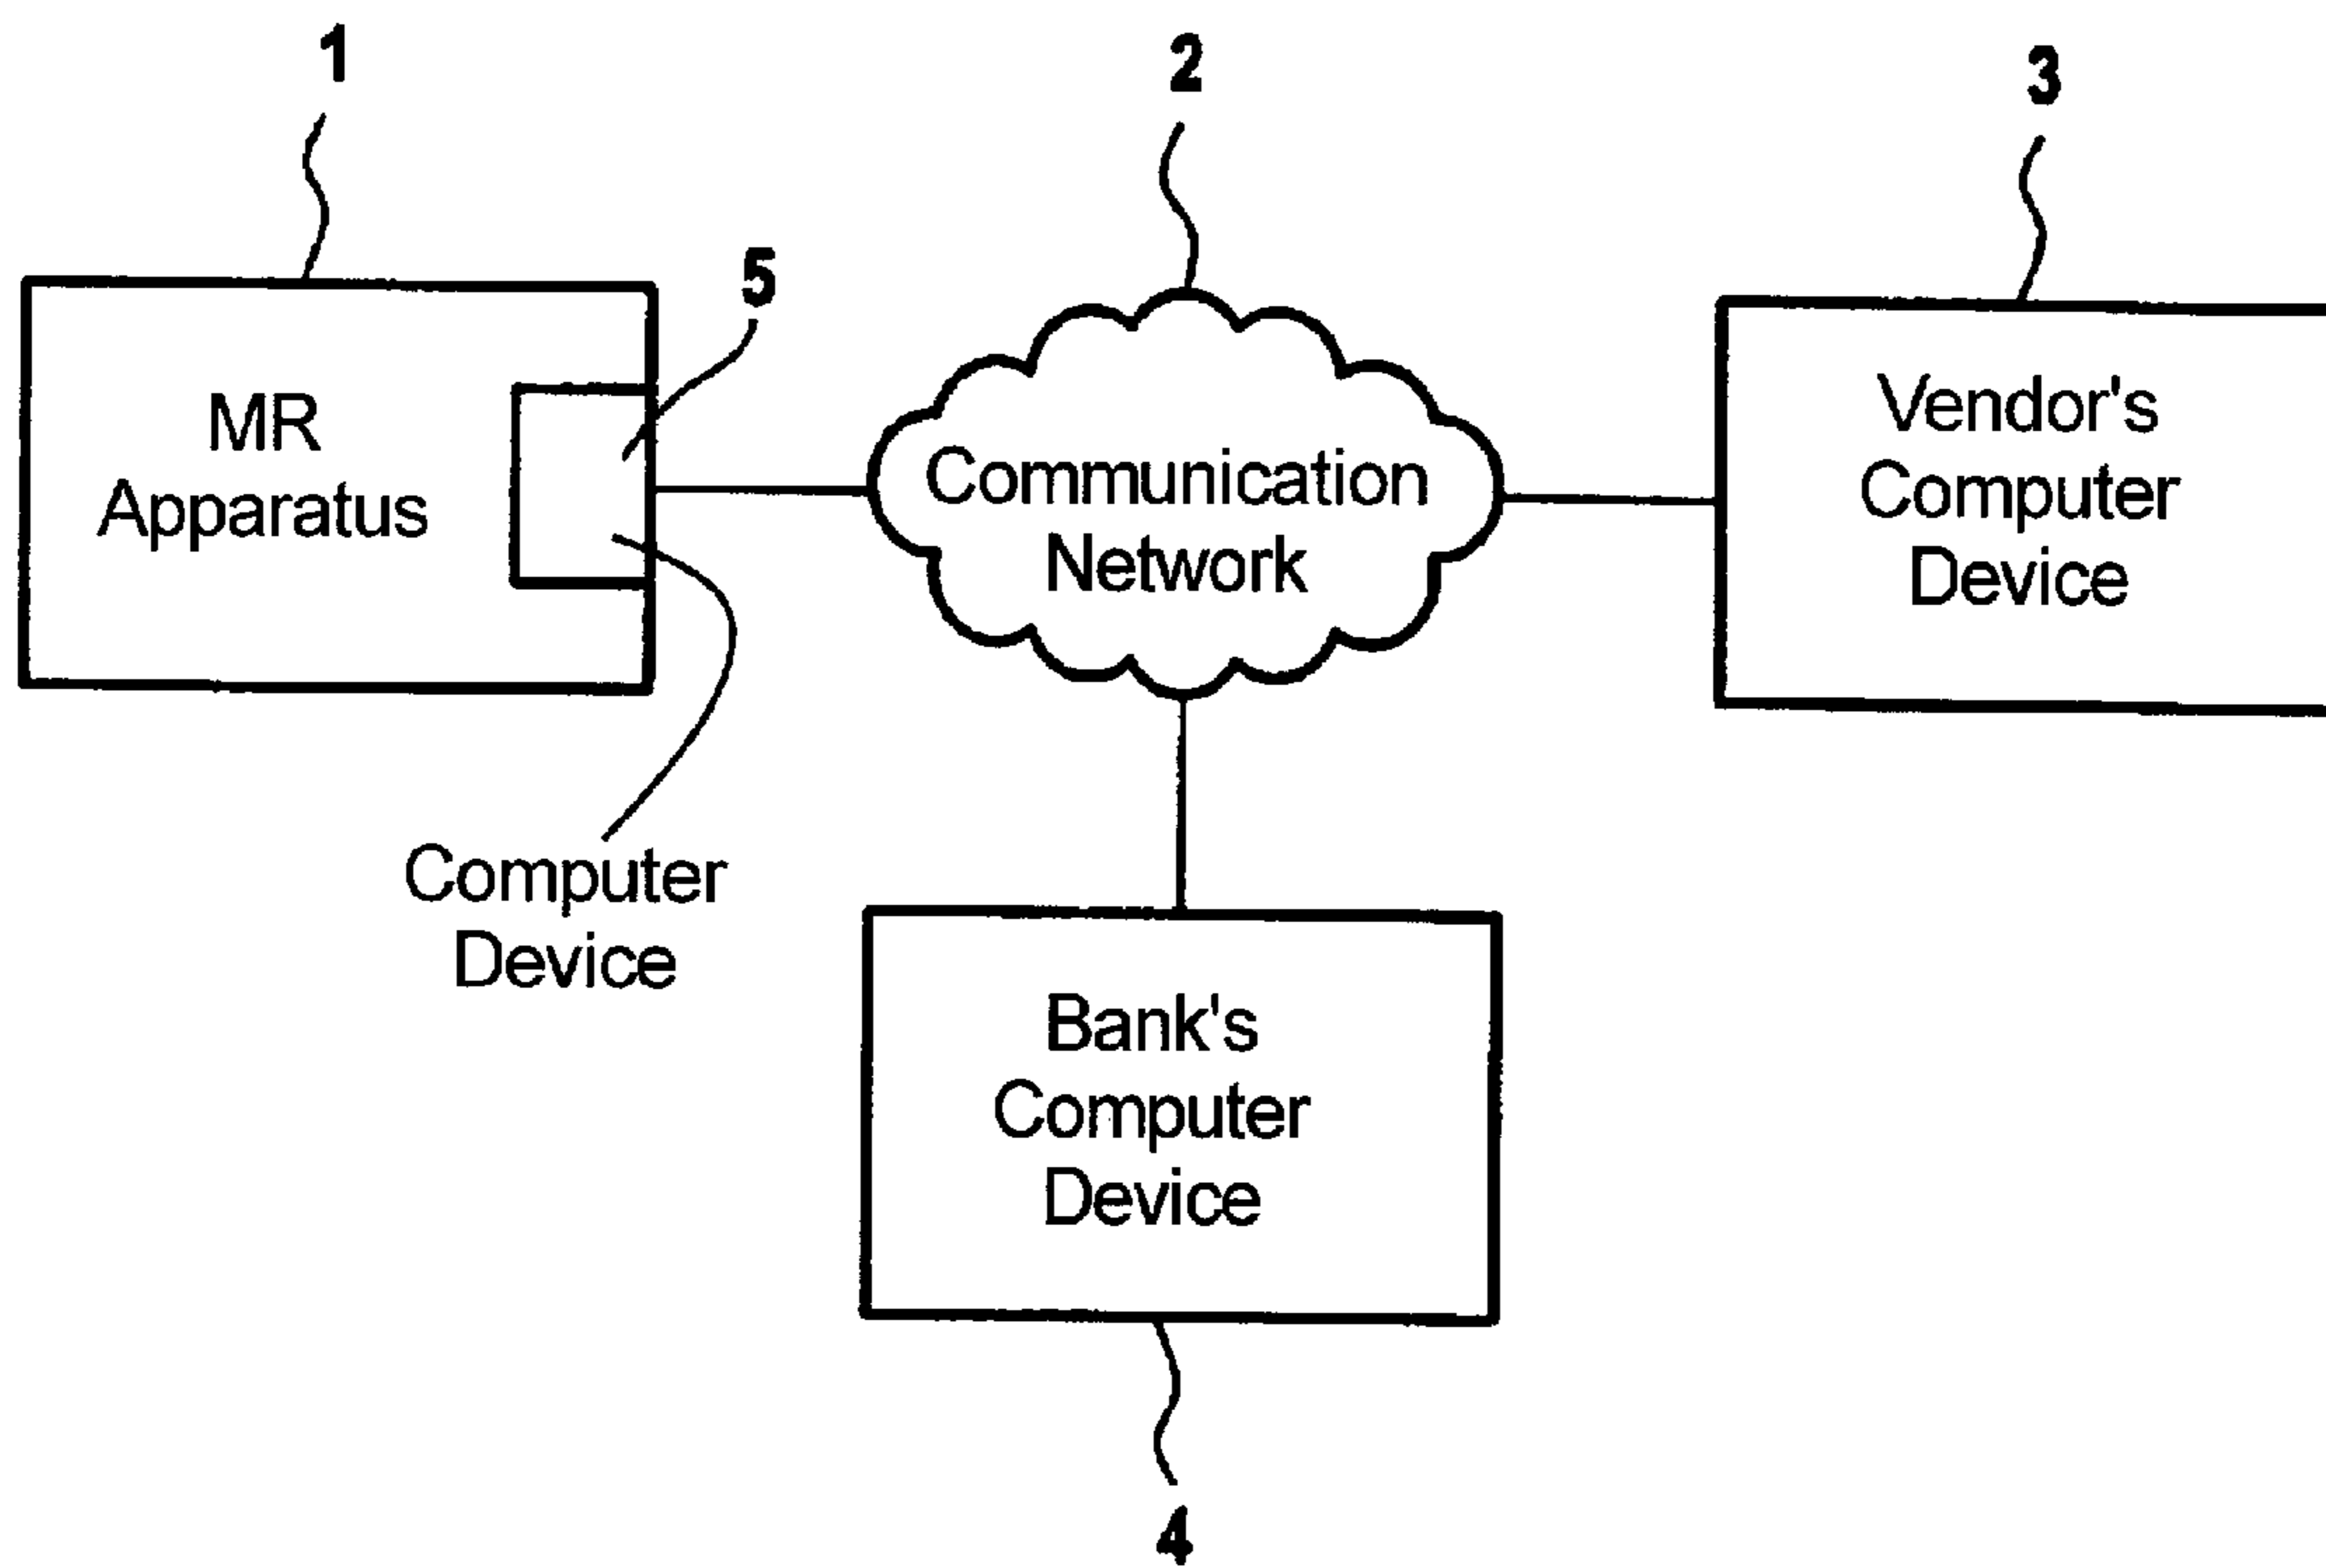 1
2
3
5
MR
Apparatus
Communication
Network
Vendor's
Computer
Device
Computer
Device
Bank's
Computer
Device
4